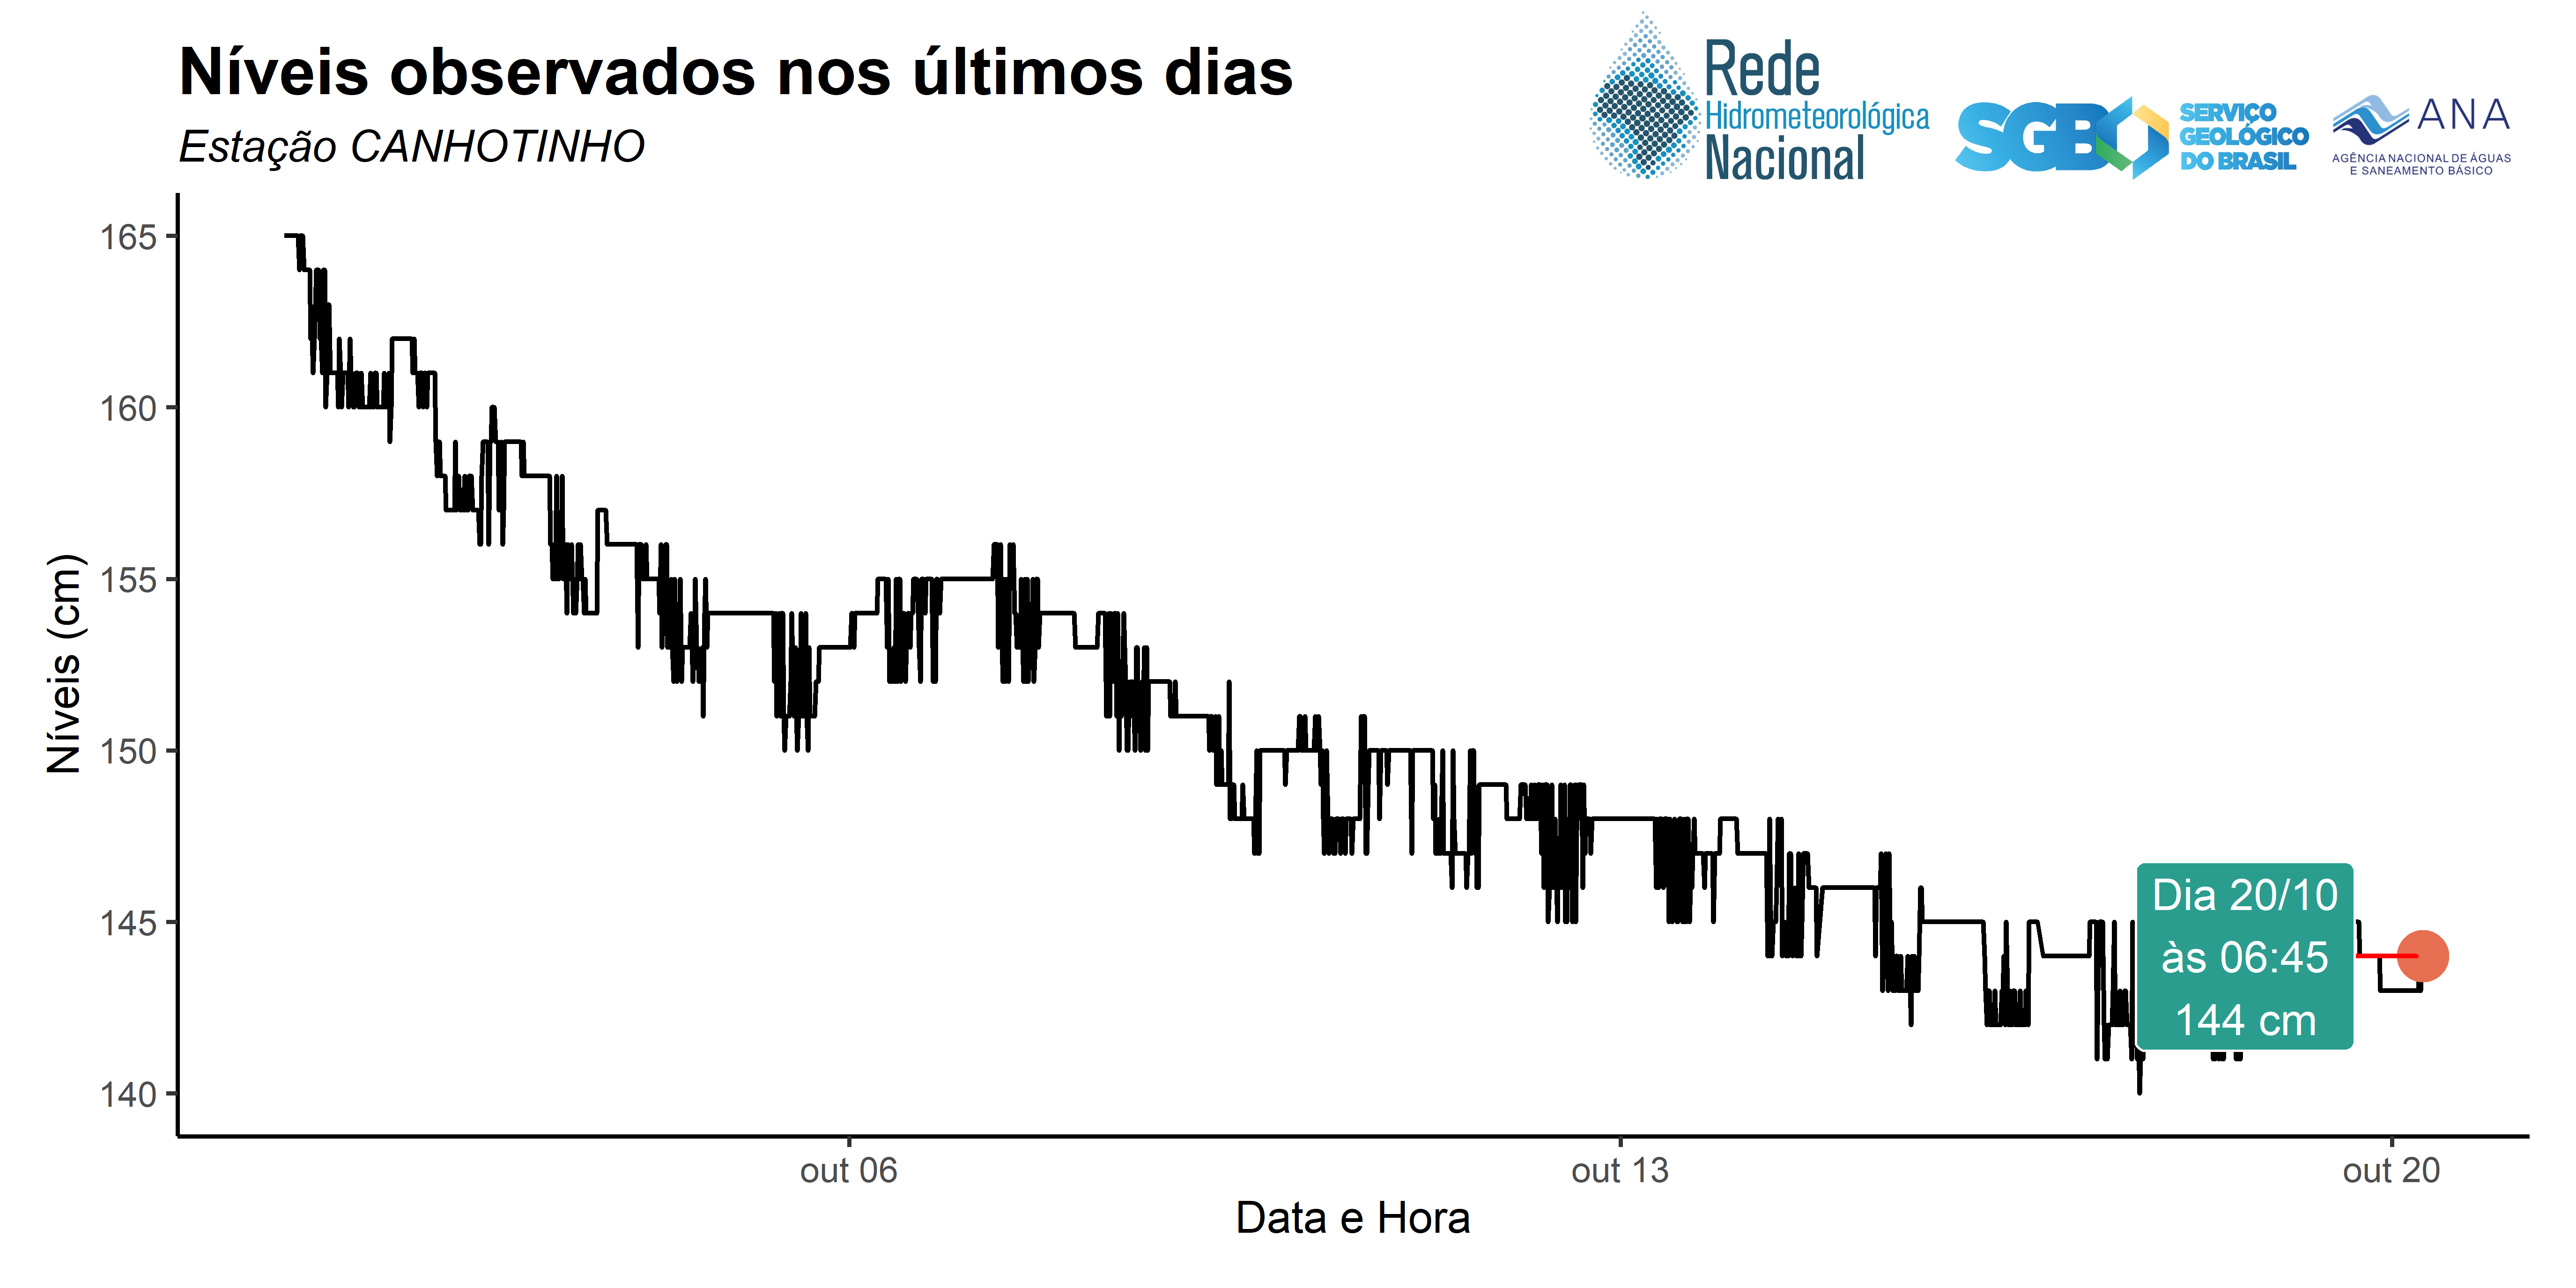 Níveis observados nos últimos dias
Estação CANHOTINHO
Rede
Hidrometeorológica
Nacional
SGB
SERVIÇO
GEOLÓGICO
DO BRASIL
ANA
AGÊNCIA NACIONAL DE ÁGUAS
E SANEAMENTO BÁSICO
Níveis (cm)
165
160
155
150
145
140
Dia 20/10
às 06:45
144 cm
out 06
out 13
out 20
Data e Hora